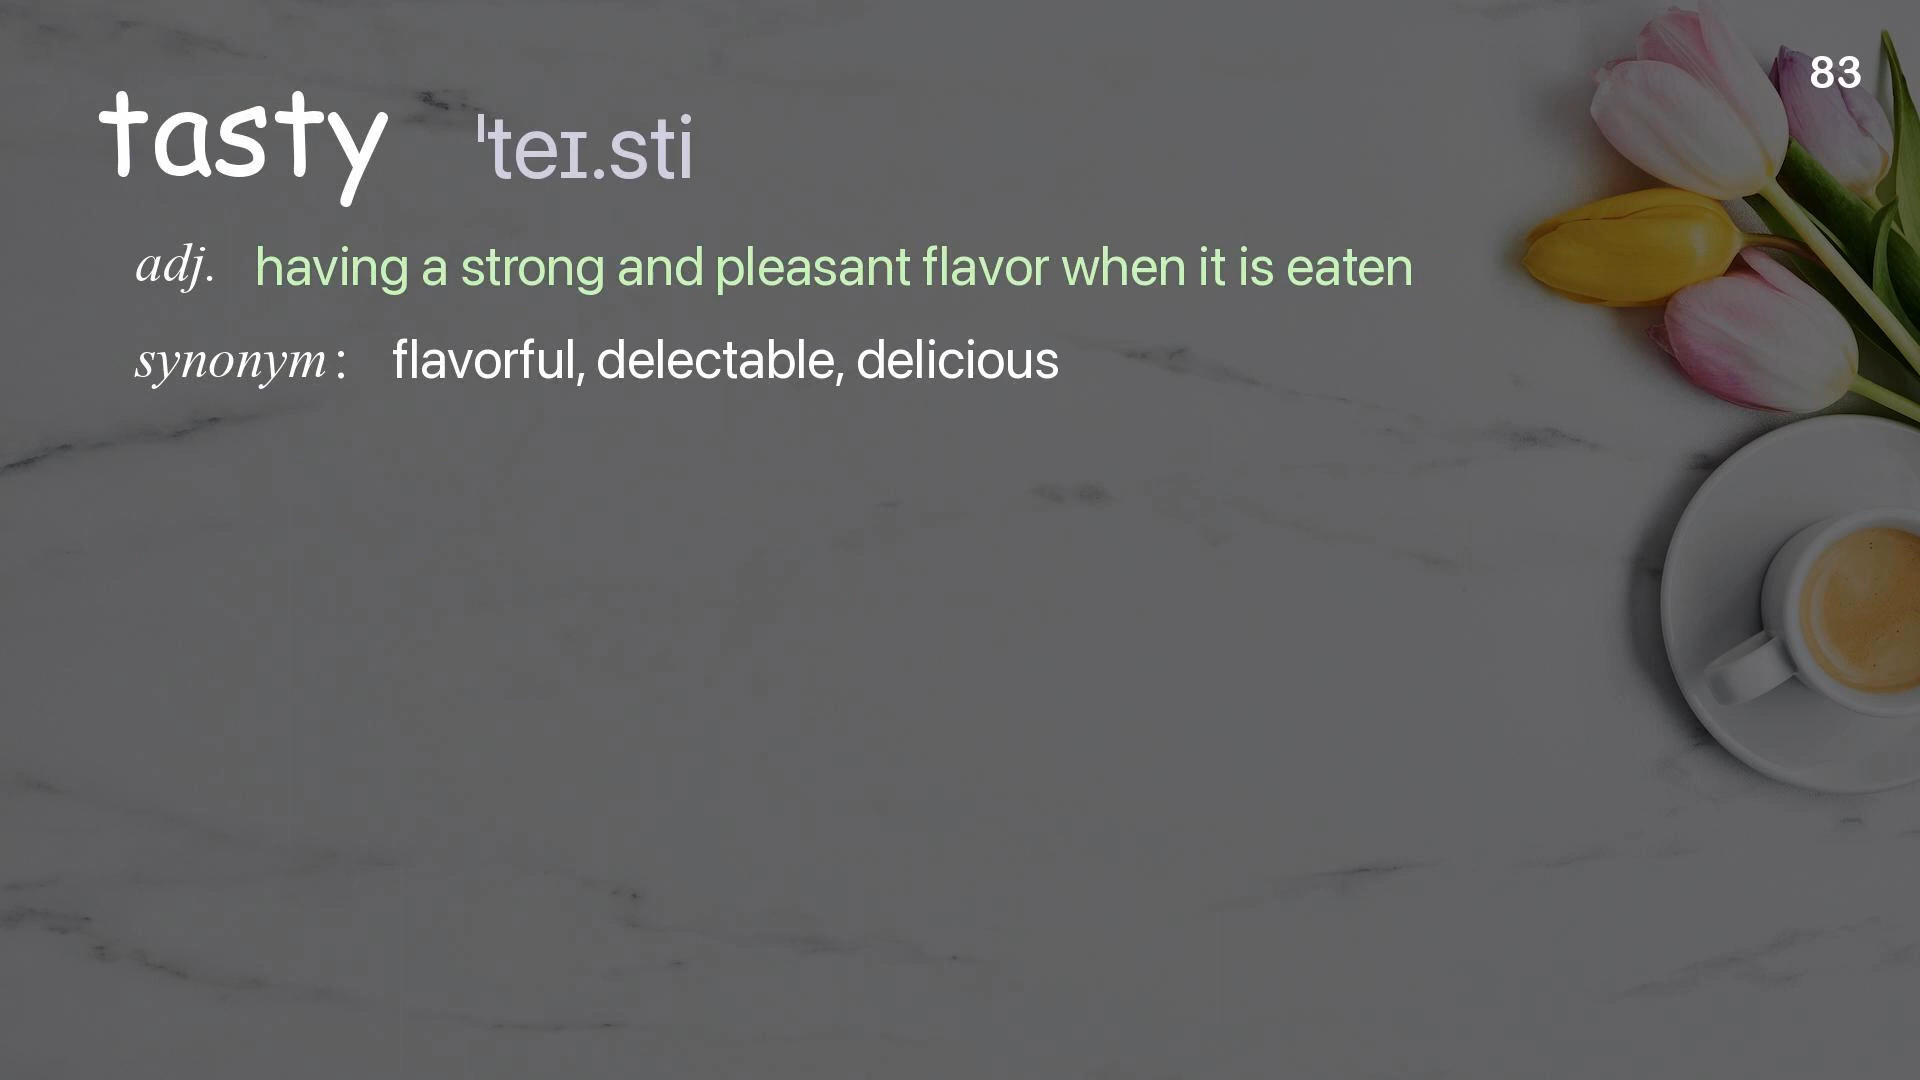 83
tasty ˈteɪ.sti
adj. having a strong and pleasant flavor when it is eaten
synonym: flavorful, delectable, delicious